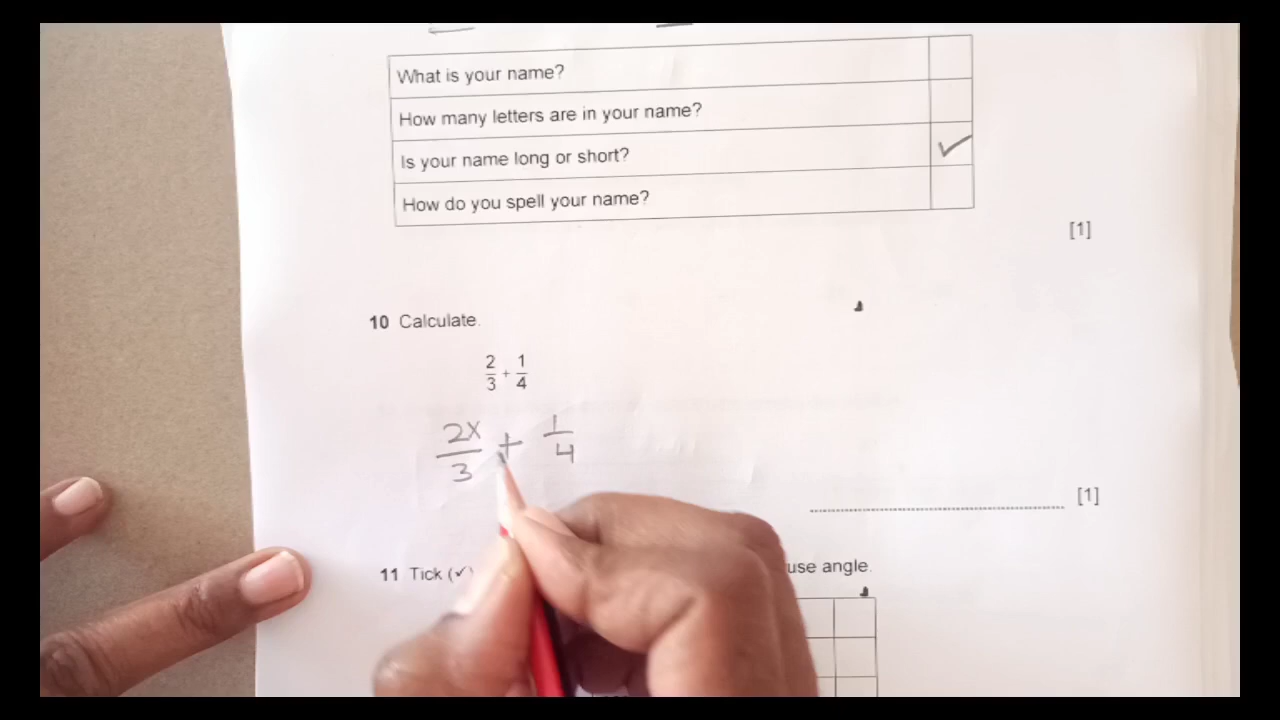 What is your name?
How many letters are in your name?
Is your name long or short? ✓
How do you spell your name?
[1]
10 Calculate.
2/3 + 1/4
2x/3 + 1/4
[1]
11 Tick (✓) use angle.